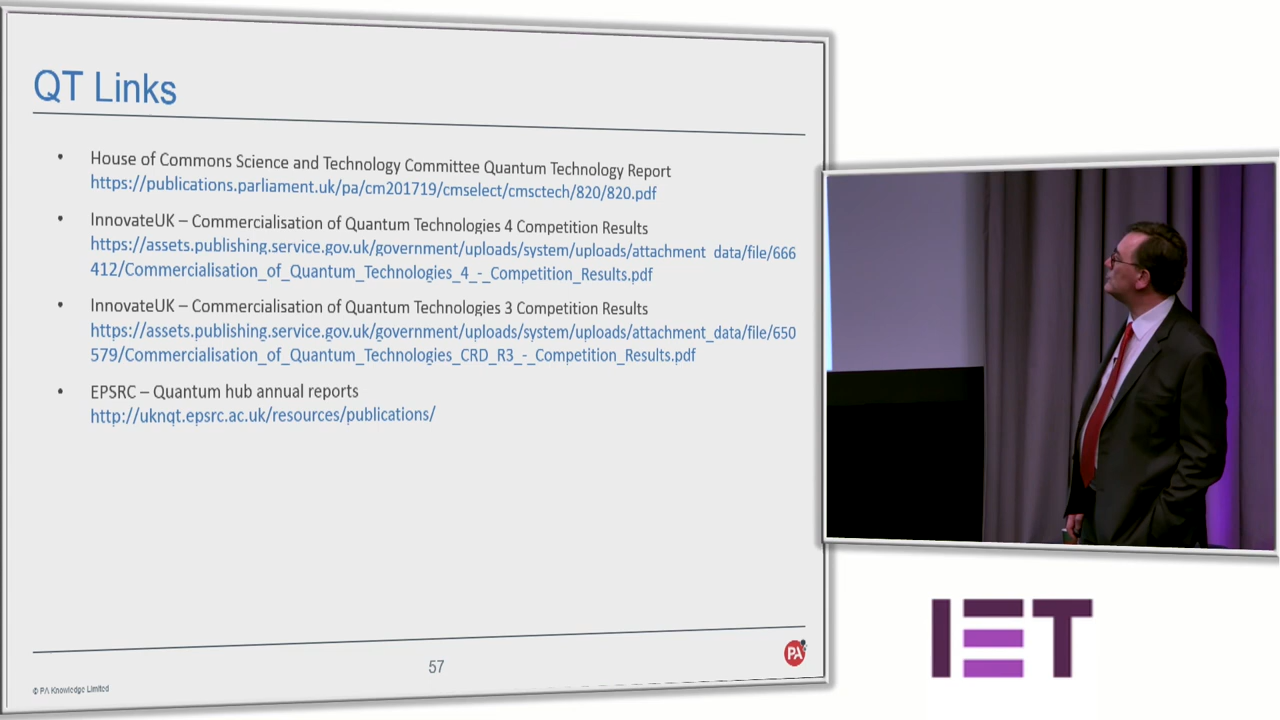 QT Links
• House of Commons Science and Technology Committee Quantum Technology Report
https://publications.parliament.uk/pa/cm201719/cmselect/cmsctech/820/820.pdf
• InnovateUK – Commercialisation of Quantum Technologies 4 Competition Results
https://assets.publishing.service.gov.uk/government/uploads/system/uploads/attachment_data/file/666
412/Commercialisation_of_Quantum_Technologies_4_-_Competition_Results.pdf
• InnovateUK – Commercialisation of Quantum Technologies 3 Competition Results
https://assets.publishing.service.gov.uk/government/uploads/system/uploads/attachment_data/file/650
579/Commercialisation_of_Quantum_Technologies_CRD_R3_-_Competition_Results.pdf
• EPSRC – Quantum hub annual reports
http://uknqt.epsrc.ac.uk/resources/publications/
57
PA
© PA Knowledge Limited
IET